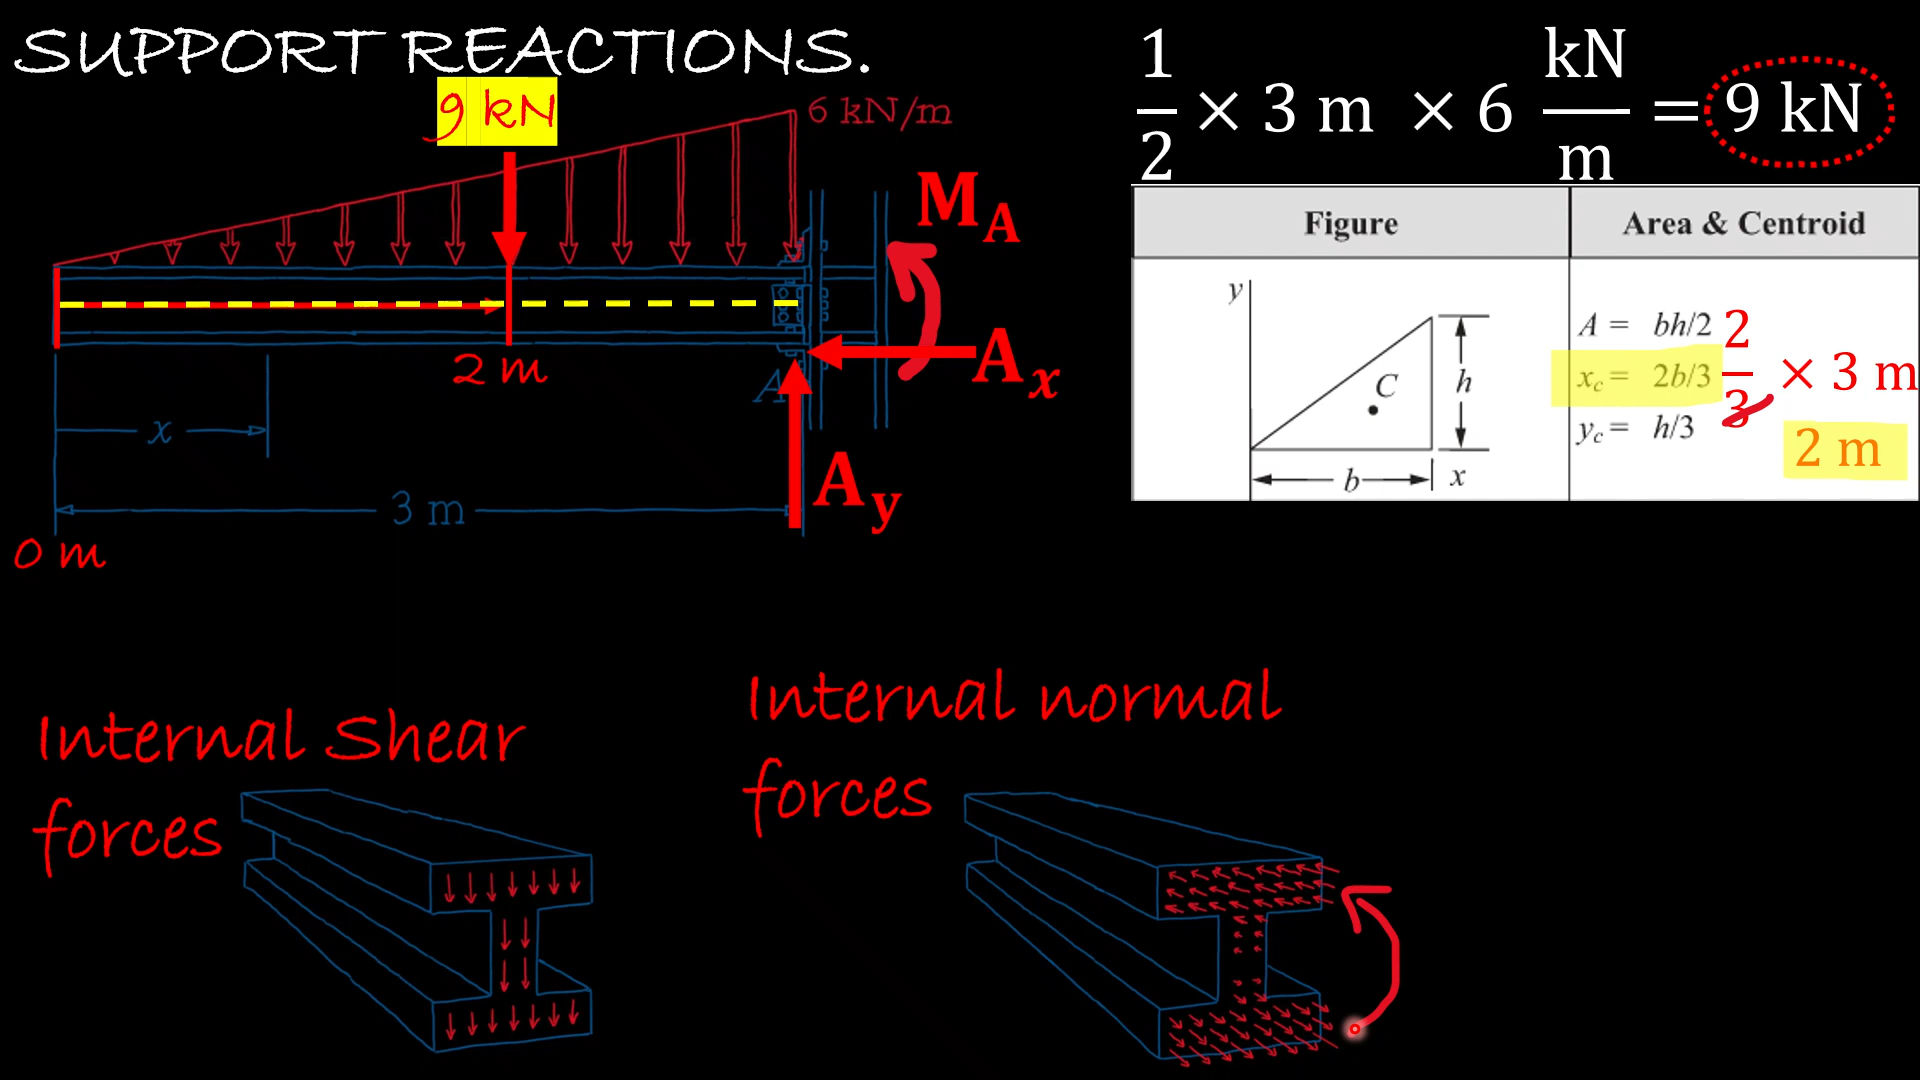 SUPPORT REACTIONS.
9 kN
6 kN/m
M_A
A_x
2 m
A
x
A_y
3 m
0 m
1/2 × 3 m × 6 kN/m = 9 kN
Figure
Area & Centroid
y
C
h
b
x
A = bh/2
x_c = 2b/3
2/3 × 3 m
y_c = h/3
2 m
Internal Shear
forces
Internal normal
forces